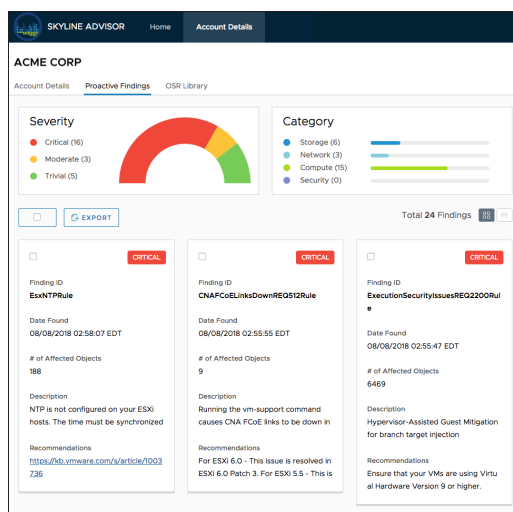 SKYLINE ADVISOR Home Account Details
ACME CORP
Account Details Proactive Findings OSR Library
Severity
Critical (16)
Moderate (3)
Trivial (5)
Category
Storage (6)
Network (3)
Compute (15)
Security (0)
EXPORT
Total 24 Findings
CRITICAL
Finding ID
EsxNTPRule
Date Found
08/08/2018 02:58:07 EDT
# of Affected Objects
188
Description
NTP is not configured on your ESXi
hosts. The time must be synchronized
Recommendations
https://kb.vmware.com/s/article/1003
736
CRITICAL
Finding ID
CNAFCoELinksDownREQ512Rule
Date Found
08/08/2018 02:55:55 EDT
# of Affected Objects
9
Description
Running the vm-support command
causes CNA FCoE links to be down in
Recommendations
For ESXi 6.0 - This issue is resolved in
ESXi 6.0 Patch 3. For ESXi 5.5 - This is
CRITICAL
Finding ID
ExecutionSecurityIssuesREQ2200Rul
e
Date Found
08/08/2018 02:55:47 EDT
# of Affected Objects
6469
Description
Hypervisor-Assisted Guest Mitigation
for branch target injection
Recommendations
Ensure that your VMs are using Virtu
al Hardware Version 9 or higher.